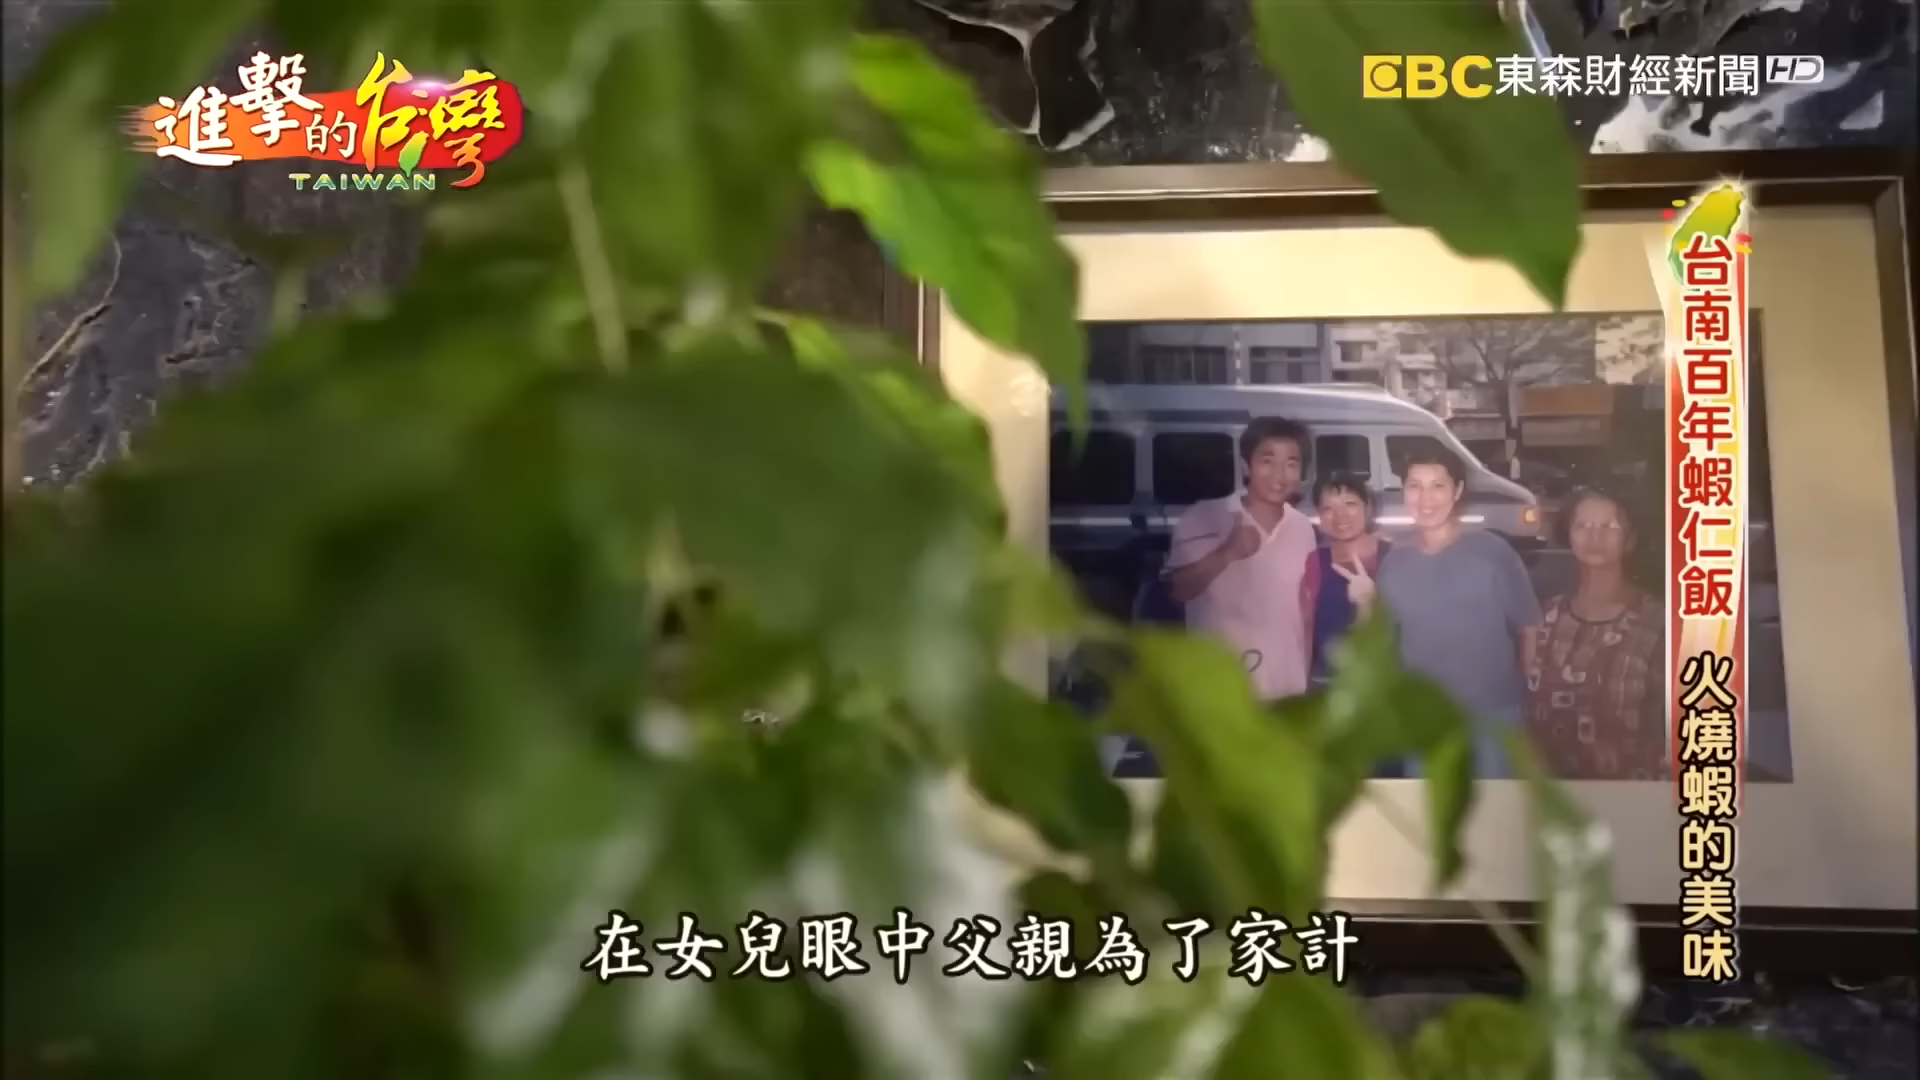 進擊的台灣
TAIWAN
EBC東森財經新聞HD
台南百年蝦仁飯 火燒蝦的美味
在女兒眼中父親為了家計